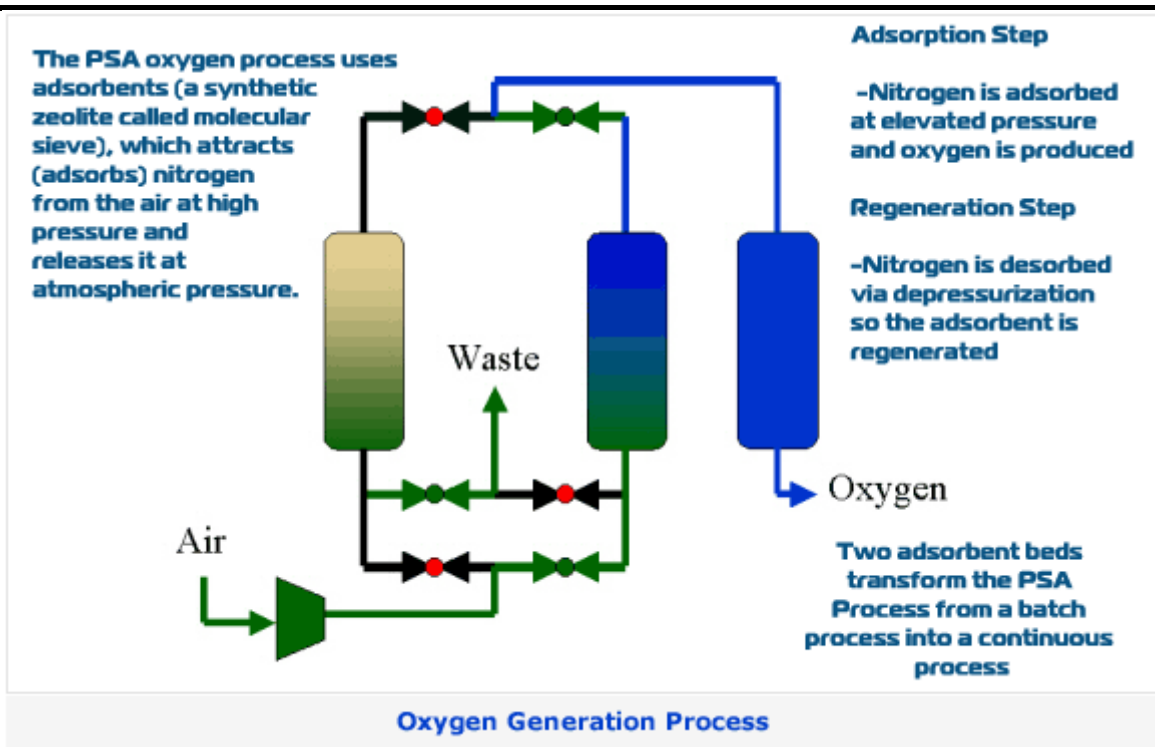 The PSA oxygen process uses
adsorbents (a synthetic
zeolite called molecular
sieve), which attracts
(adsorbs) nitrogen
from the air at high
pressure and
releases it at
atmospheric pressure.
Adsorption Step
-Nitrogen is adsorbed
at elevated pressure
and oxygen is produced
Regeneration Step
-Nitrogen is desorbed
via depressurization
so the adsorbent is
regenerated
Waste
Oxygen
Air
Two adsorbent beds
transform the PSA
Process from a batch
process into a continuous
process
Oxygen Generation Process